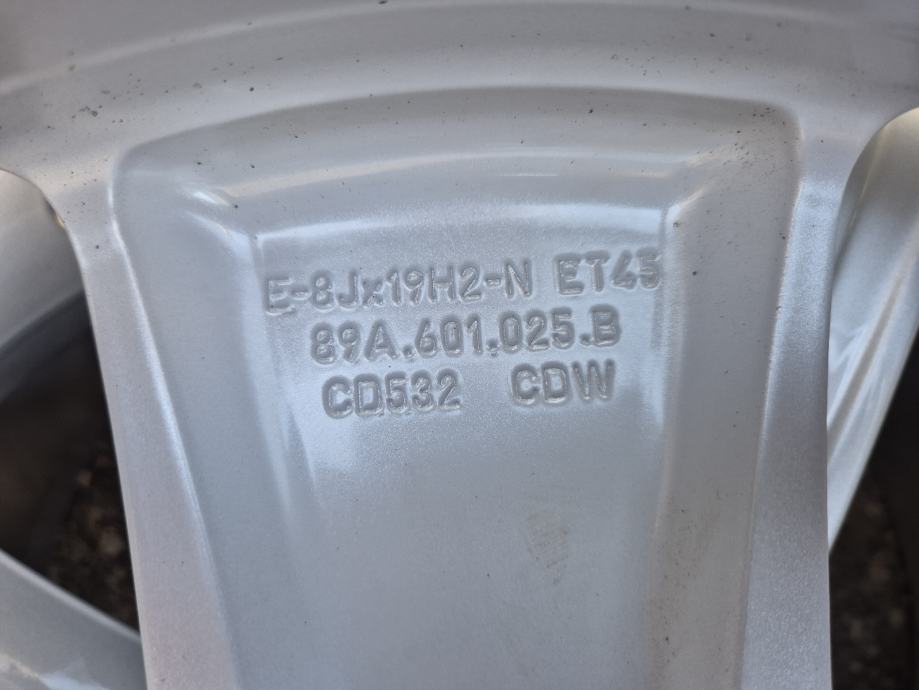 E-8Jx19H2-N ET45
89A.601.025.B
CD532 CDW